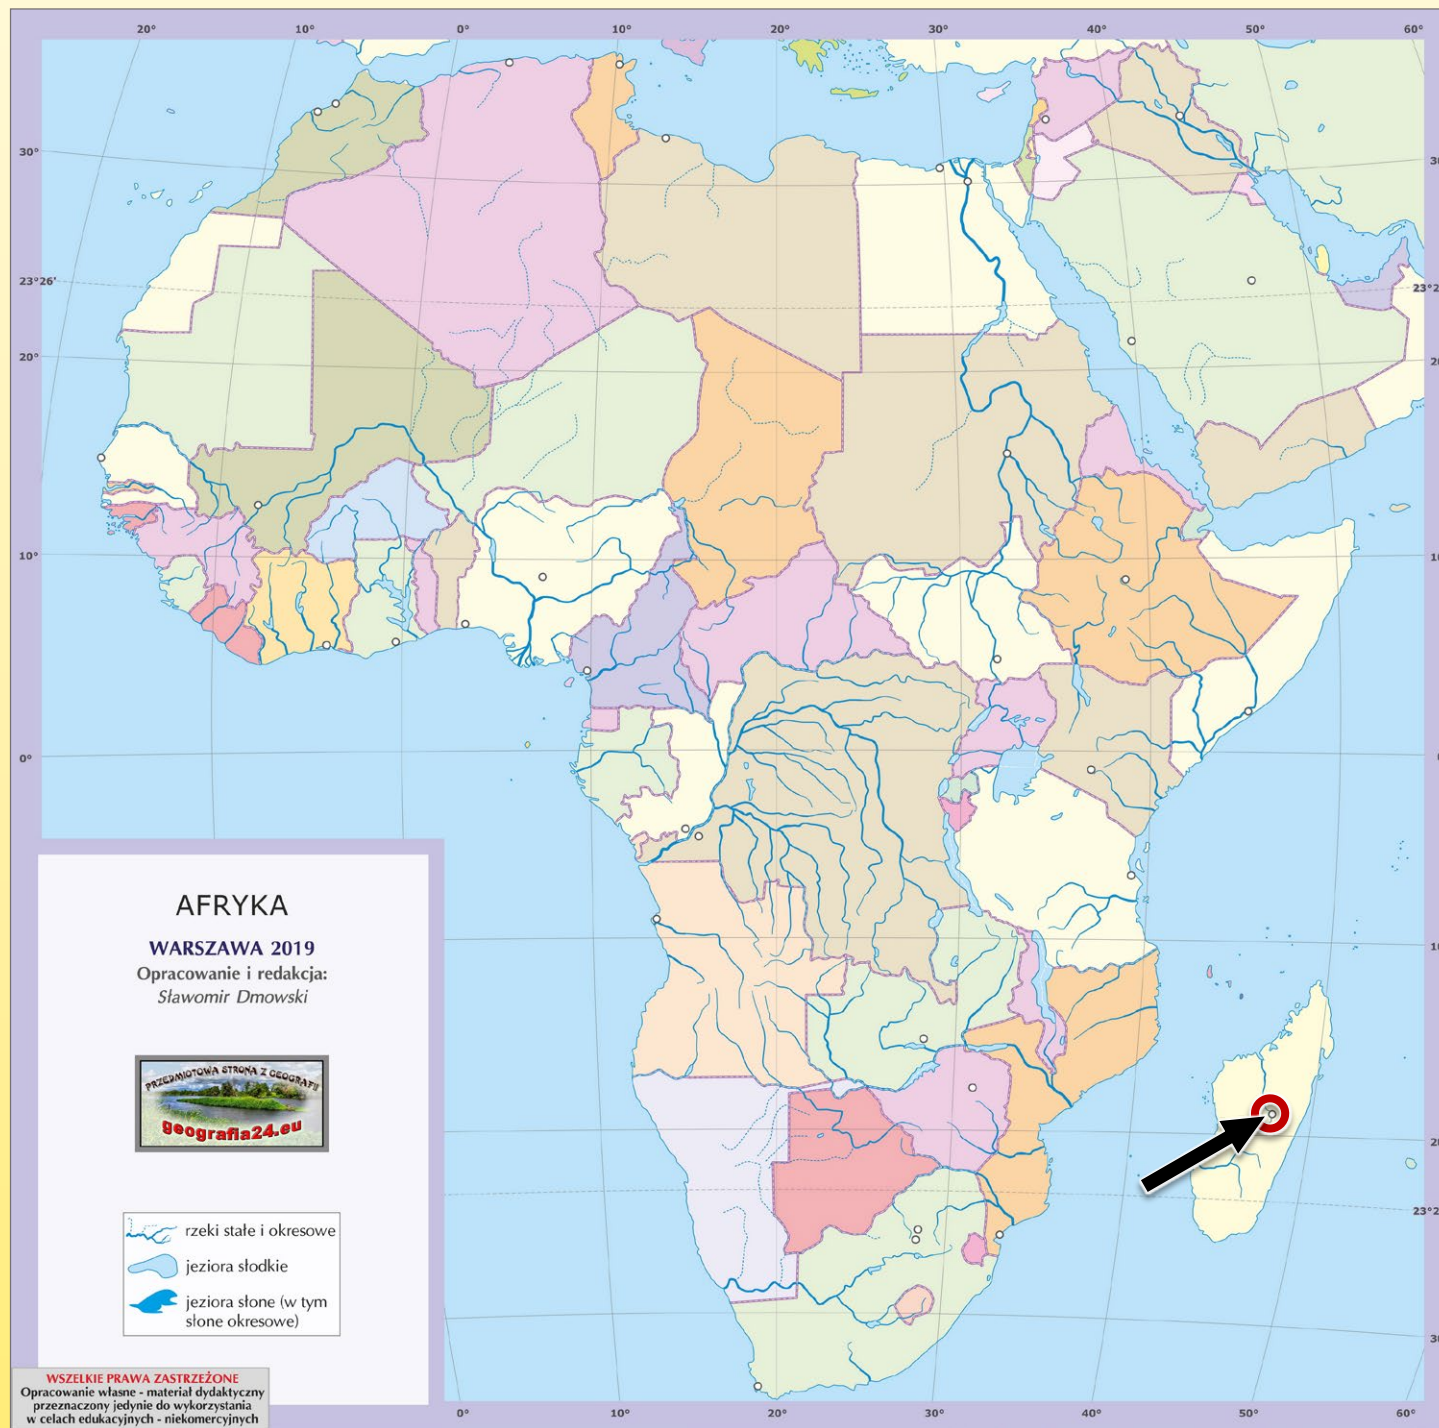 20° 10° 0° 10° 20° 30° 40° 50° 60°
30°
23°26'
20°
10°
0°
AFRYKA
WARSZAWA 2019
Opracowanie i redakcja:
Sławomir Dmowski
PRZEDMIOTOWA STRONA Z GEOGRAFII
geografia24.eu
rzeki stałe i okresowe
jeziora słodkie
jeziora słone (w tym
słone okresowe)
WSZELKIE PRAWA ZASTRZEŻONE
Opracowanie własne - materiał dydaktyczny
przeznaczony jedynie do wykorzystania
w celach edukacyjnych - niekomercyjnych
0° 10° 20° 30° 40° 50° 60°